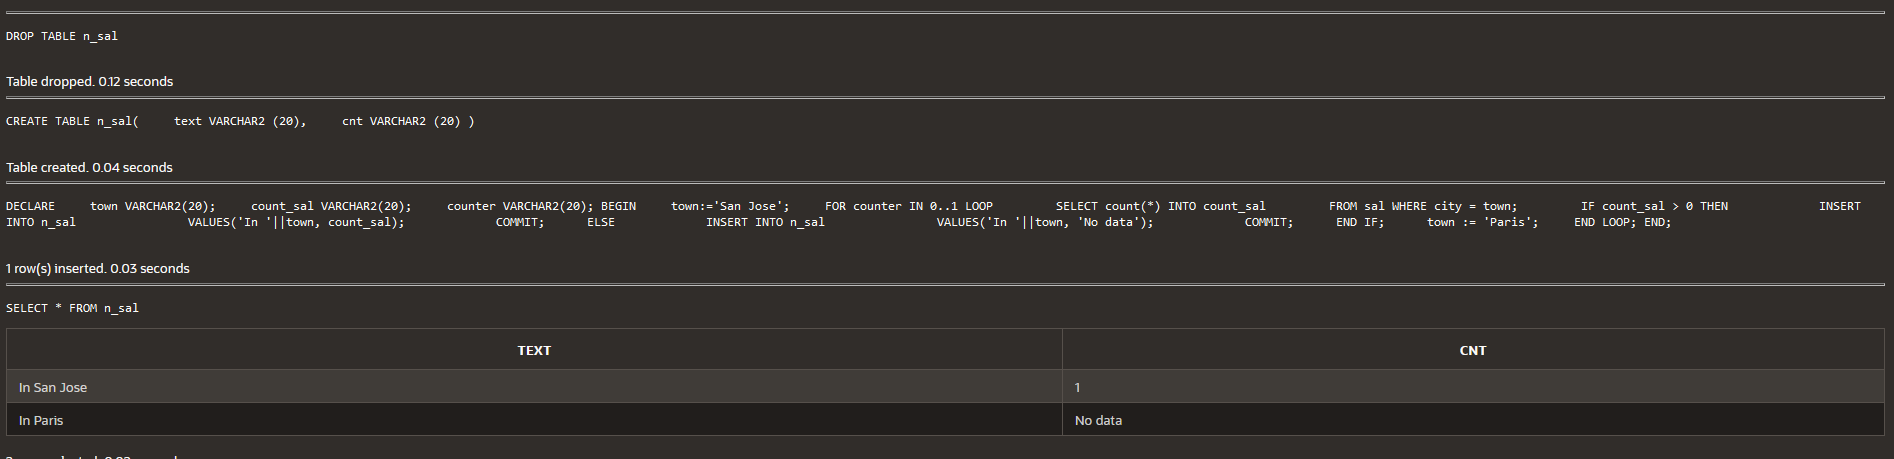 DROP TABLE n_sal
Table dropped. 0.12 seconds
CREATE TABLE n_sal(     text VARCHAR2 (20),     cnt VARCHAR2 (20) )
Table created. 0.04 seconds
DECLARE     town VARCHAR2(20);     count_sal VARCHAR2(20);     counter VARCHAR2(20); BEGIN     town:='San Jose';     FOR counter IN 0..1 LOOP         SELECT count(*) INTO count_sal         FROM sal WHERE city = town;         IF count_sal > 0 THEN             INSERT
INTO n_sal                VALUES('In '||town, count_sal);             COMMIT;      ELSE             INSERT INTO n_sal                VALUES('In '||town, 'No data');             COMMIT;      END IF;      town := 'Paris';     END LOOP; END;
1 row(s) inserted. 0.03 seconds
SELECT * FROM n_sal
TEXT CNT
In San Jose 1
In Paris No data